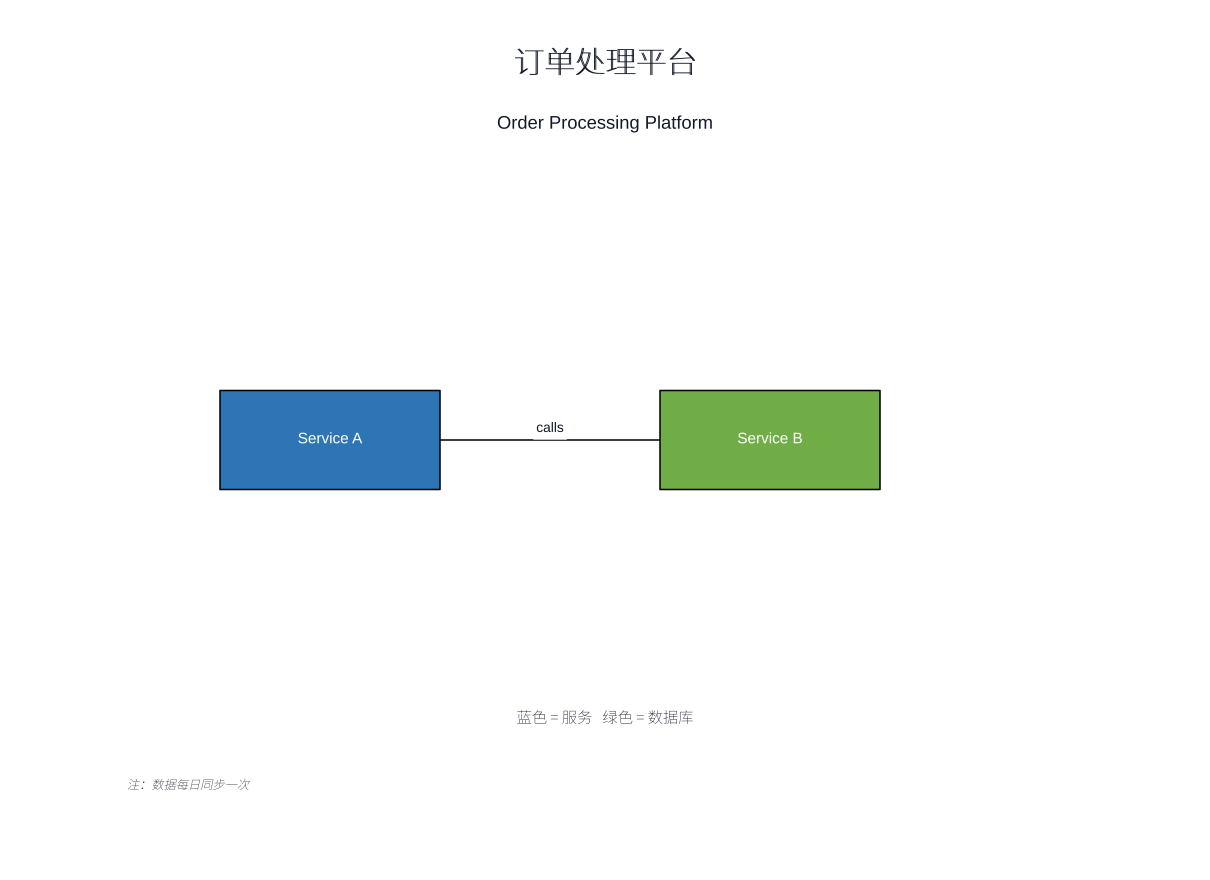 订单处理平台
Order Processing Platform
calls
Service A
Service B
蓝色 = 服务 绿色 = 数据库
注：数据每日同步一次